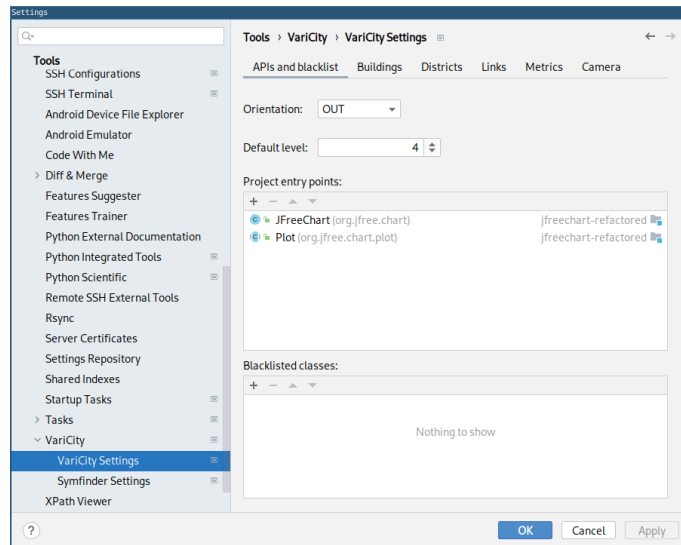 Settings
Tools › VariCity › VariCity Settings
Tools
SSH Configurations
SSH Terminal
Android Device File Explorer
Android Emulator
Code With Me
Diff & Merge
Features Suggester
Features Trainer
Python External Documentation
Python Integrated Tools
Python Scientific
Remote SSH External Tools
Rsync
Server Certificates
Settings Repository
Shared Indexes
Startup Tasks
Tasks
VariCity
VariCity Settings
Symfinder Settings
XPath Viewer
APIs and blacklist Buildings Districts Links Metrics Camera
Orientation: OUT
Default level: 4
Project entry points:
JFreeChart (org.jfree.chart) jfreechart-refactored
Plot (org.jfree.chart.plot) jfreechart-refactored
Blacklisted classes:
Nothing to show
? OK Cancel Apply